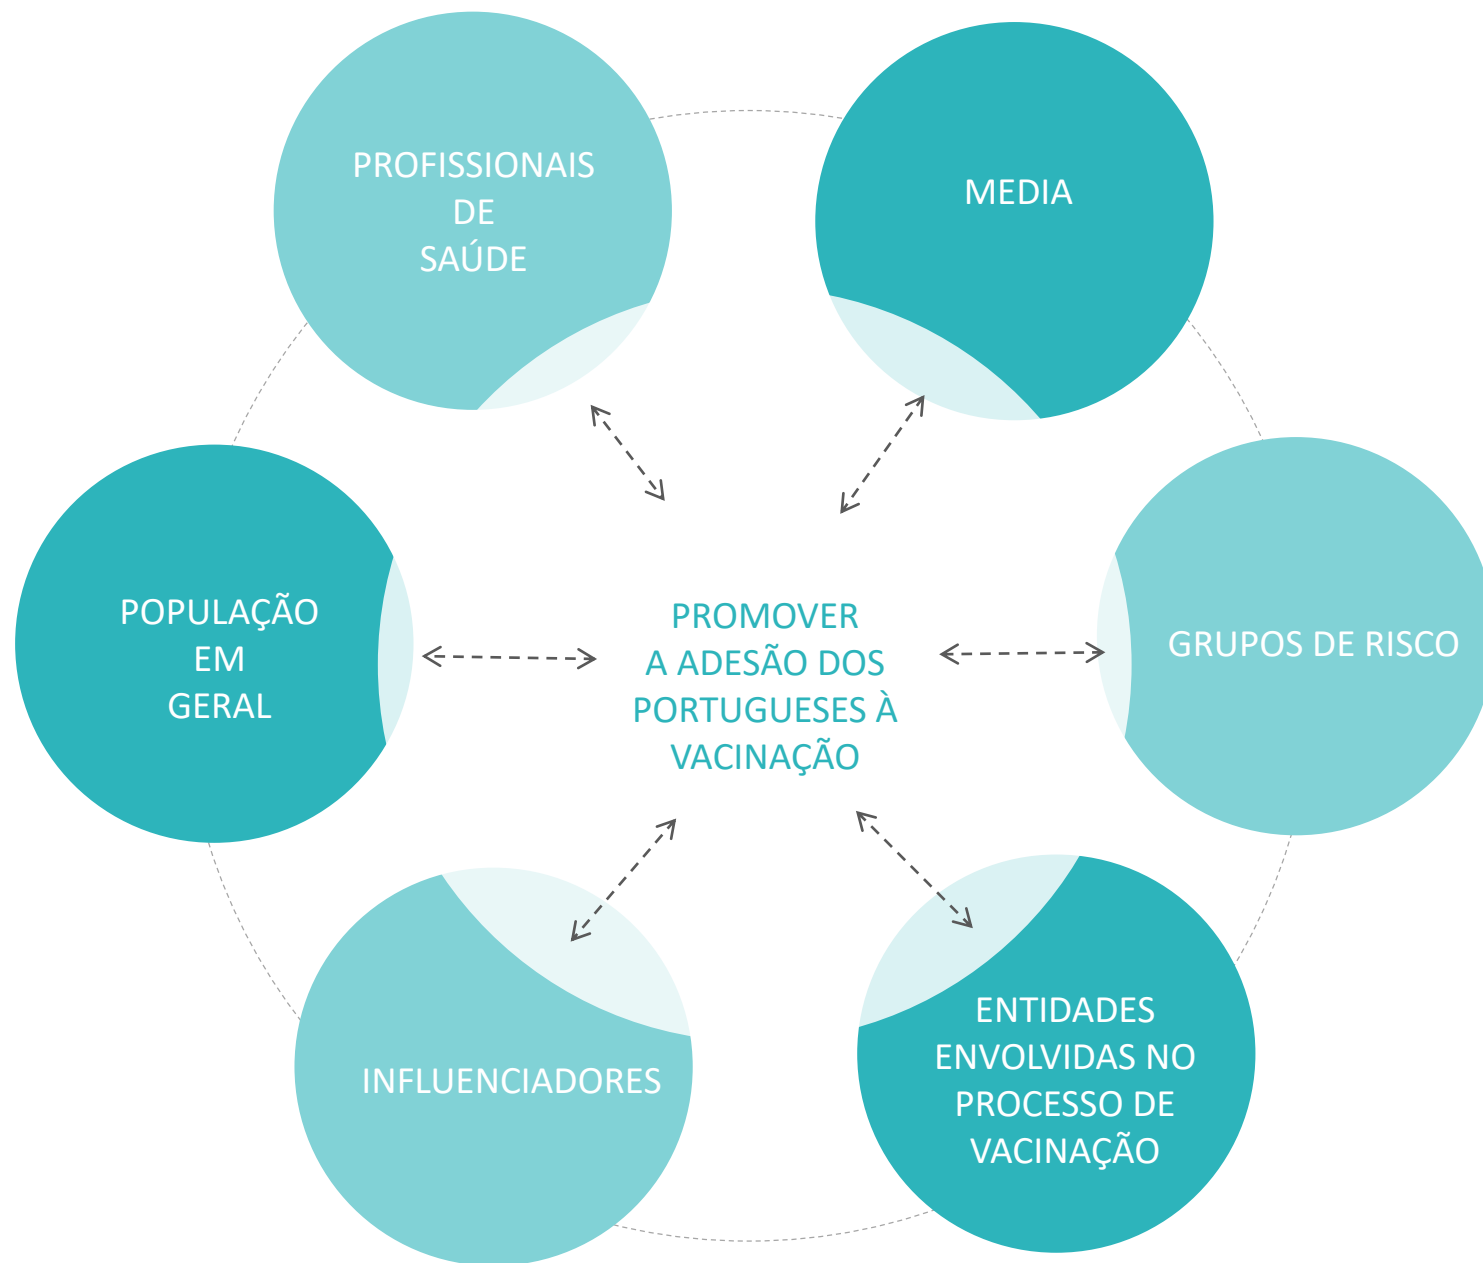 PROFISSIONAIS
DE
SAÚDE
MEDIA
POPULAÇÃO
EM
GERAL
PROMOVER
A ADESÃO DOS
PORTUGUESES À
VACINAÇÃO
GRUPOS DE RISCO
INFLUENCIADORES
ENTIDADES
ENVOLVIDAS NO
PROCESSO DE
VACINAÇÃO